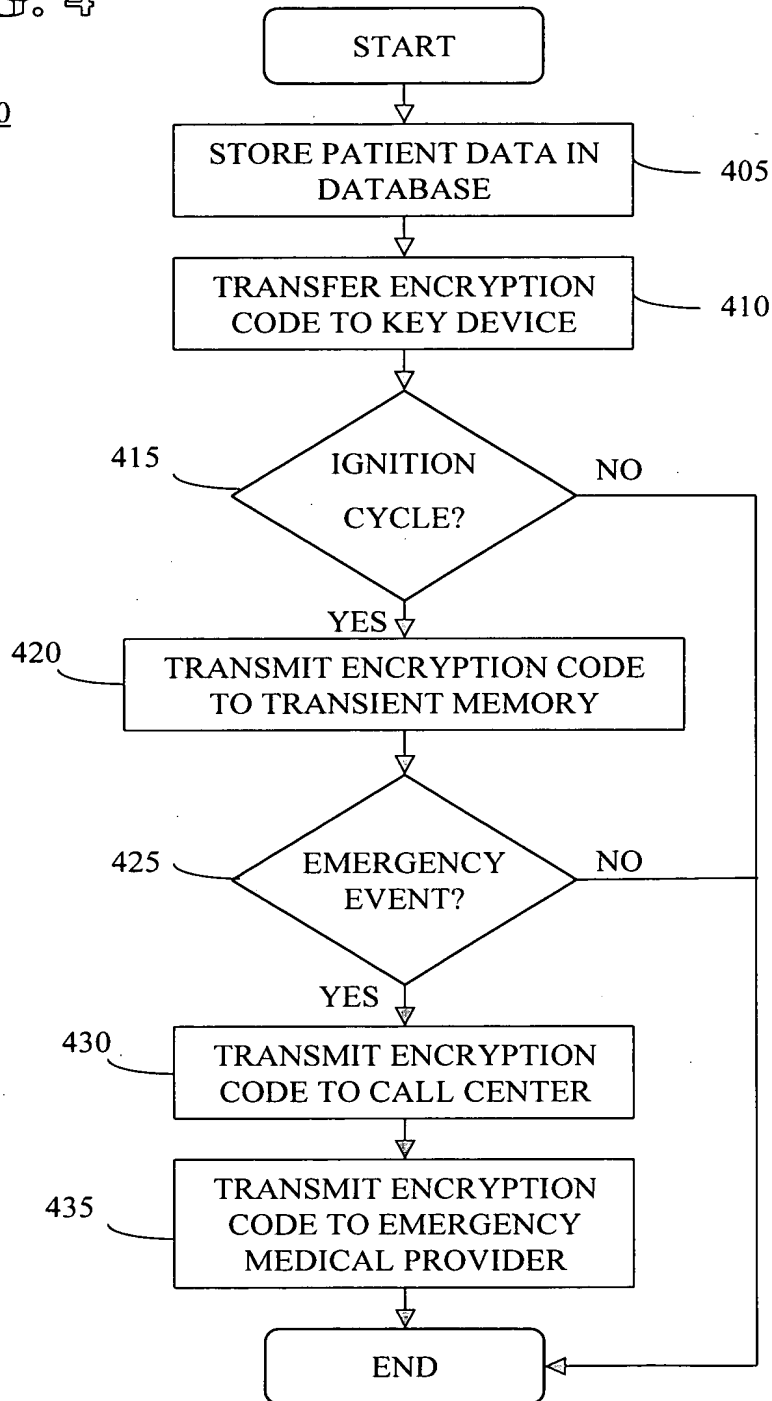 G. 4
START
0
STORE PATIENT DATA IN
DATABASE
405
TRANSFER ENCRYPTION
CODE TO KEY DEVICE
410
415
IGNITION
CYCLE?
NO
YES
420
TRANSMIT ENCRYPTION CODE
TO TRANSIENT MEMORY
425
EMERGENCY
EVENT?
NO
YES
430
TRANSMIT ENCRYPTION
CODE TO CALL CENTER
435
TRANSMIT ENCRYPTION
CODE TO EMERGENCY
MEDICAL PROVIDER
END